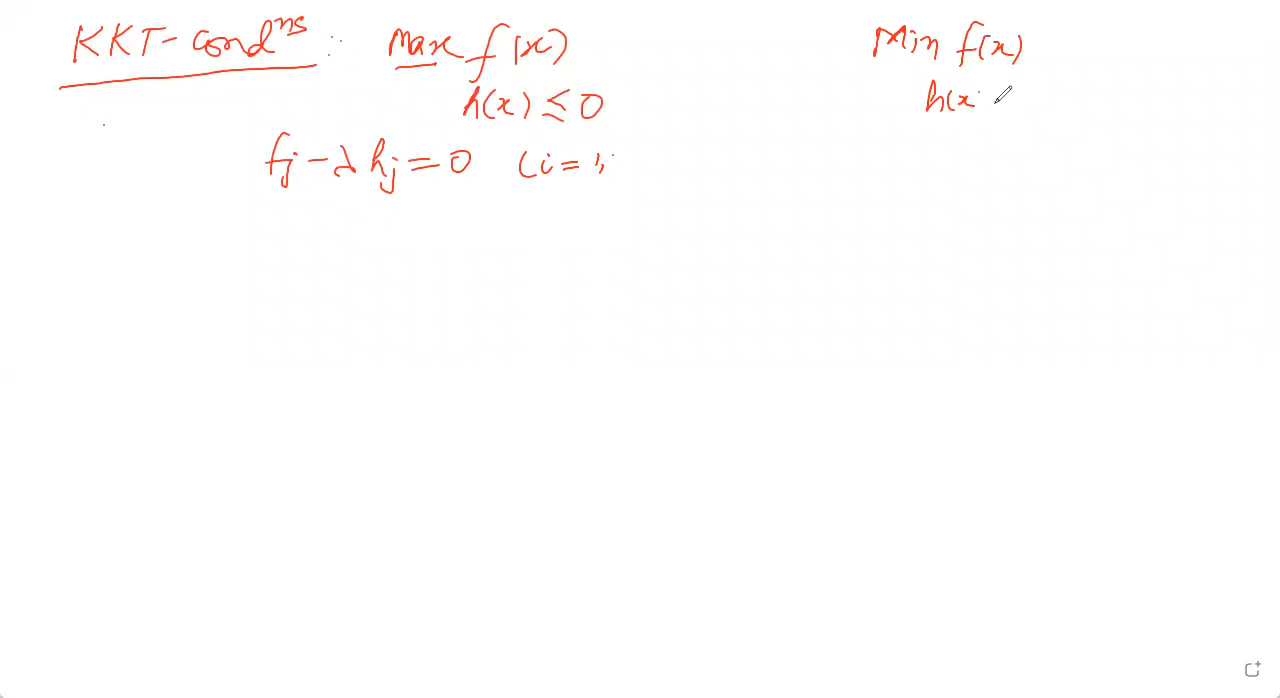 KKT-condns : Max f(x)
h(x) ≤ 0
fj - λ hj = 0 (i = 1,
Min f(x)
h(x